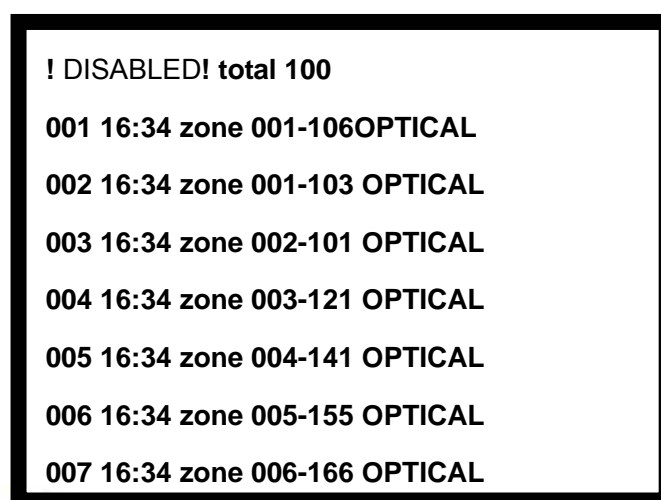 ! DISABLED! total 100
001 16:34 zone 001-106OPTICAL
002 16:34 zone 001-103 OPTICAL
003 16:34 zone 002-101 OPTICAL
004 16:34 zone 003-121 OPTICAL
005 16:34 zone 004-141 OPTICAL
006 16:34 zone 005-155 OPTICAL
007 16:34 zone 006-166 OPTICAL